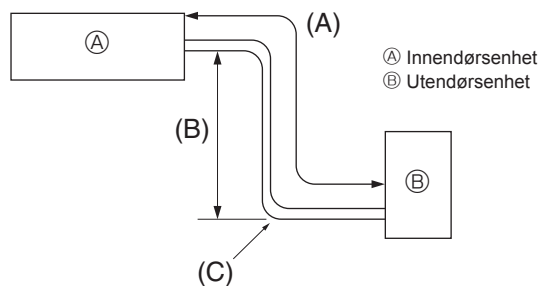 (A)
Ⓐ
Ⓐ Innendørsenhet
Ⓑ Utendørsenhet
(B)
Ⓑ
(C)